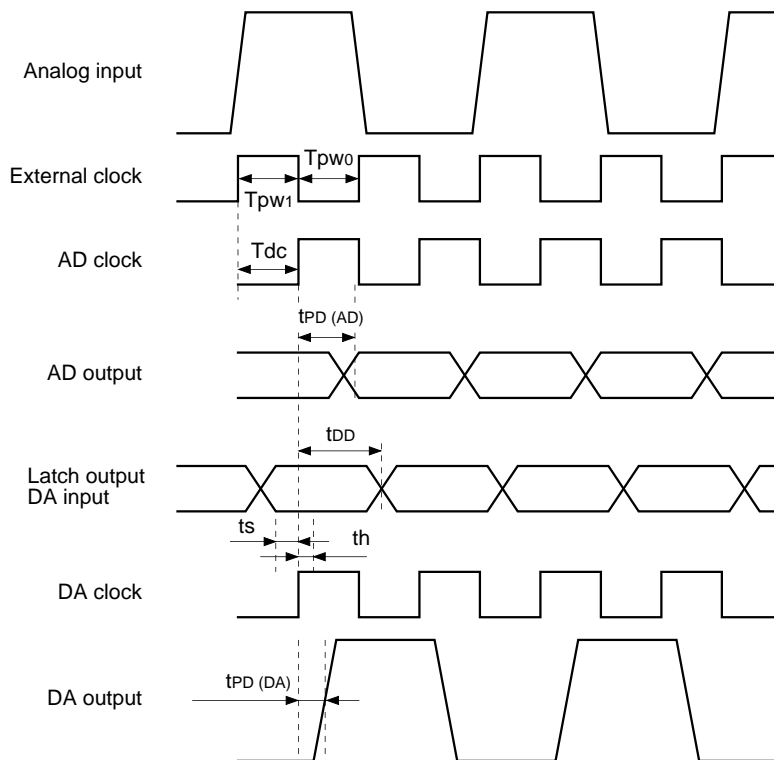 Analog input
External clock
Tpw0
Tpw1
AD clock
Tdc
tPD (AD)
AD output
tDD
Latch output
DA input
ts
th
DA clock
tPD (DA)
DA output